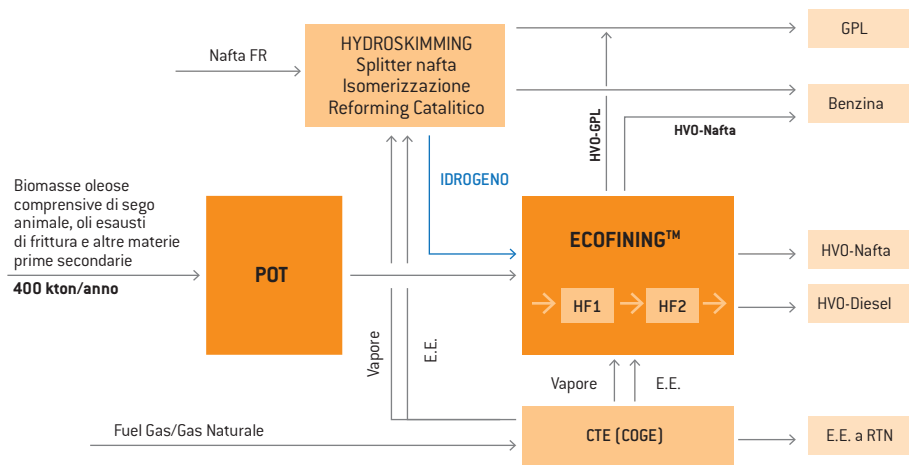 HYDROSKIMMING
Splitter nafta
Isomerizzazione
Reforming Catalitico
Nafta FR
GPL
Benzina
HVO-GPL
HVO-Nafta
IDROGENO
Biomasse oleose
comprensive di sego
animale, oli esausti
di frittura e altre materie
prime secondarie
400 kton/anno
POT
ECOFINING™
HF1
HF2
HVO-Nafta
HVO-Diesel
Vapore
E.E.
Vapore
E.E.
Fuel Gas/Gas Naturale
CTE (COGE)
E.E. a RTN